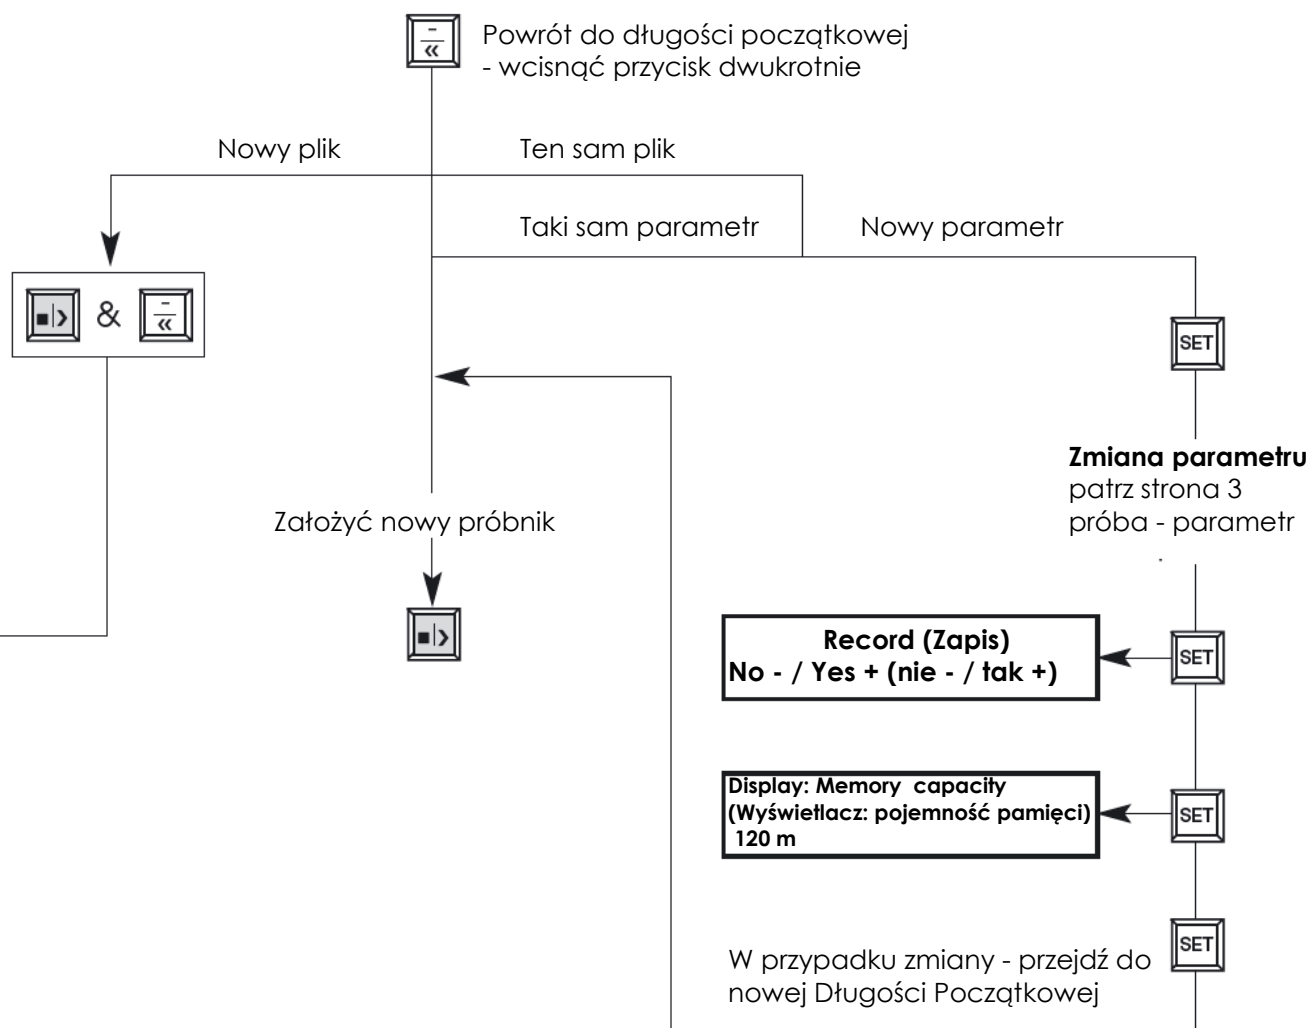 Powrót do długości początkowej
- wcisnąć przycisk dwukrotnie
Nowy plik
Ten sam plik
Taki sam parametr
Nowy parametr
&
SET
Zmiana parametru
patrz strona 3
próba - parametr
Założyć nowy próbnik
Record (Zapis)
No - / Yes + (nie - / tak +)
SET
Display: Memory capacity
(Wyświetlacz: pojemność pamięci)
120 m
SET
W przypadku zmiany - przejdź do
nowej Długości Początkowej
SET